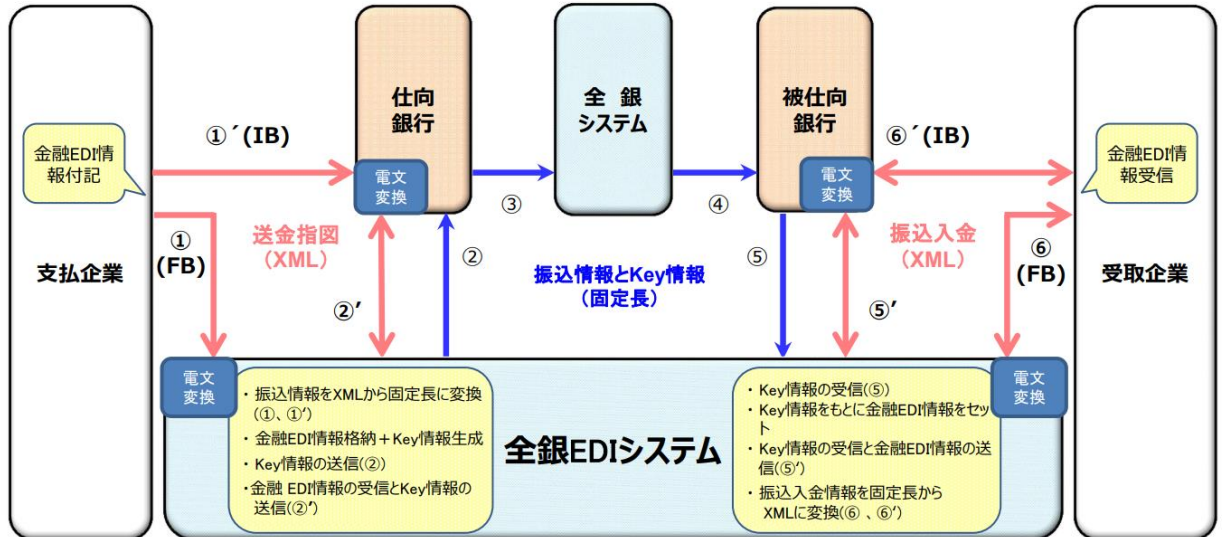 仕向
銀行
全 銀
システム
被仕向
銀行
①´(IB)
⑥´(IB)
金融EDI情
報付記
電文
変換
③
④
電文
変換
金融EDI情
報受信
①
(FB)
送金指図
(XML)
②
振込情報とKey情報
(固定長)
⑤
振込入金
(XML)
⑥
(FB)
支払企業
受取企業
②′
⑤′
電文
変換
・振込情報をXMLから固定長に変換
(①、①′)
・金融EDI情報格納+Key情報生成
・Key情報の送信(②)
・金融 EDI情報の受信とKey情報の
送信(②′)
全銀EDIシステム
・Key情報の受信(⑤)
・Key情報をもとに金融EDI情報をセッ
ト
・Key情報の受信と金融EDI情報の送
信(⑤′)
・振込入金情報を固定長から
XMLに変換(⑥ 、⑥′)
電文
変換